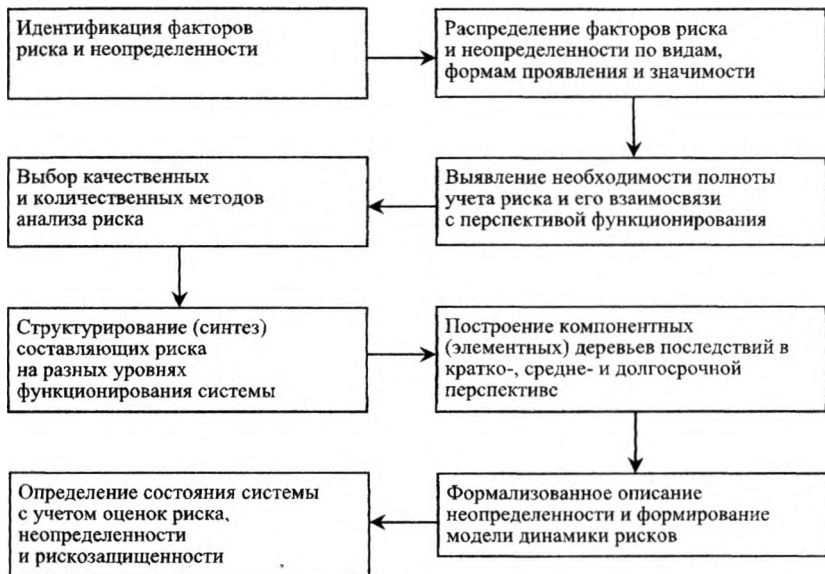 Идентификация факторов
риска и неопределенности
Распределение факторов риска
и неопределенности по видам,
формам проявления и значимости
Выявление необходимости полноты
учета риска и его взаимосвязи
с перспективой функционирования
Выбор качественных
и количественных методов
анализа риска
Структурирование (синтез)
составляющих риска
на разных уровнях
функционирования системы
Построение компонентных
(элементных) деревьев последствий в
кратко-, средне- и долгосрочной
перспективе
Формализованное описание
неопределенности и формирование
модели динамики рисков
Определение состояния системы
с учетом оценок риска,
неопределенности
и рискозащищенности